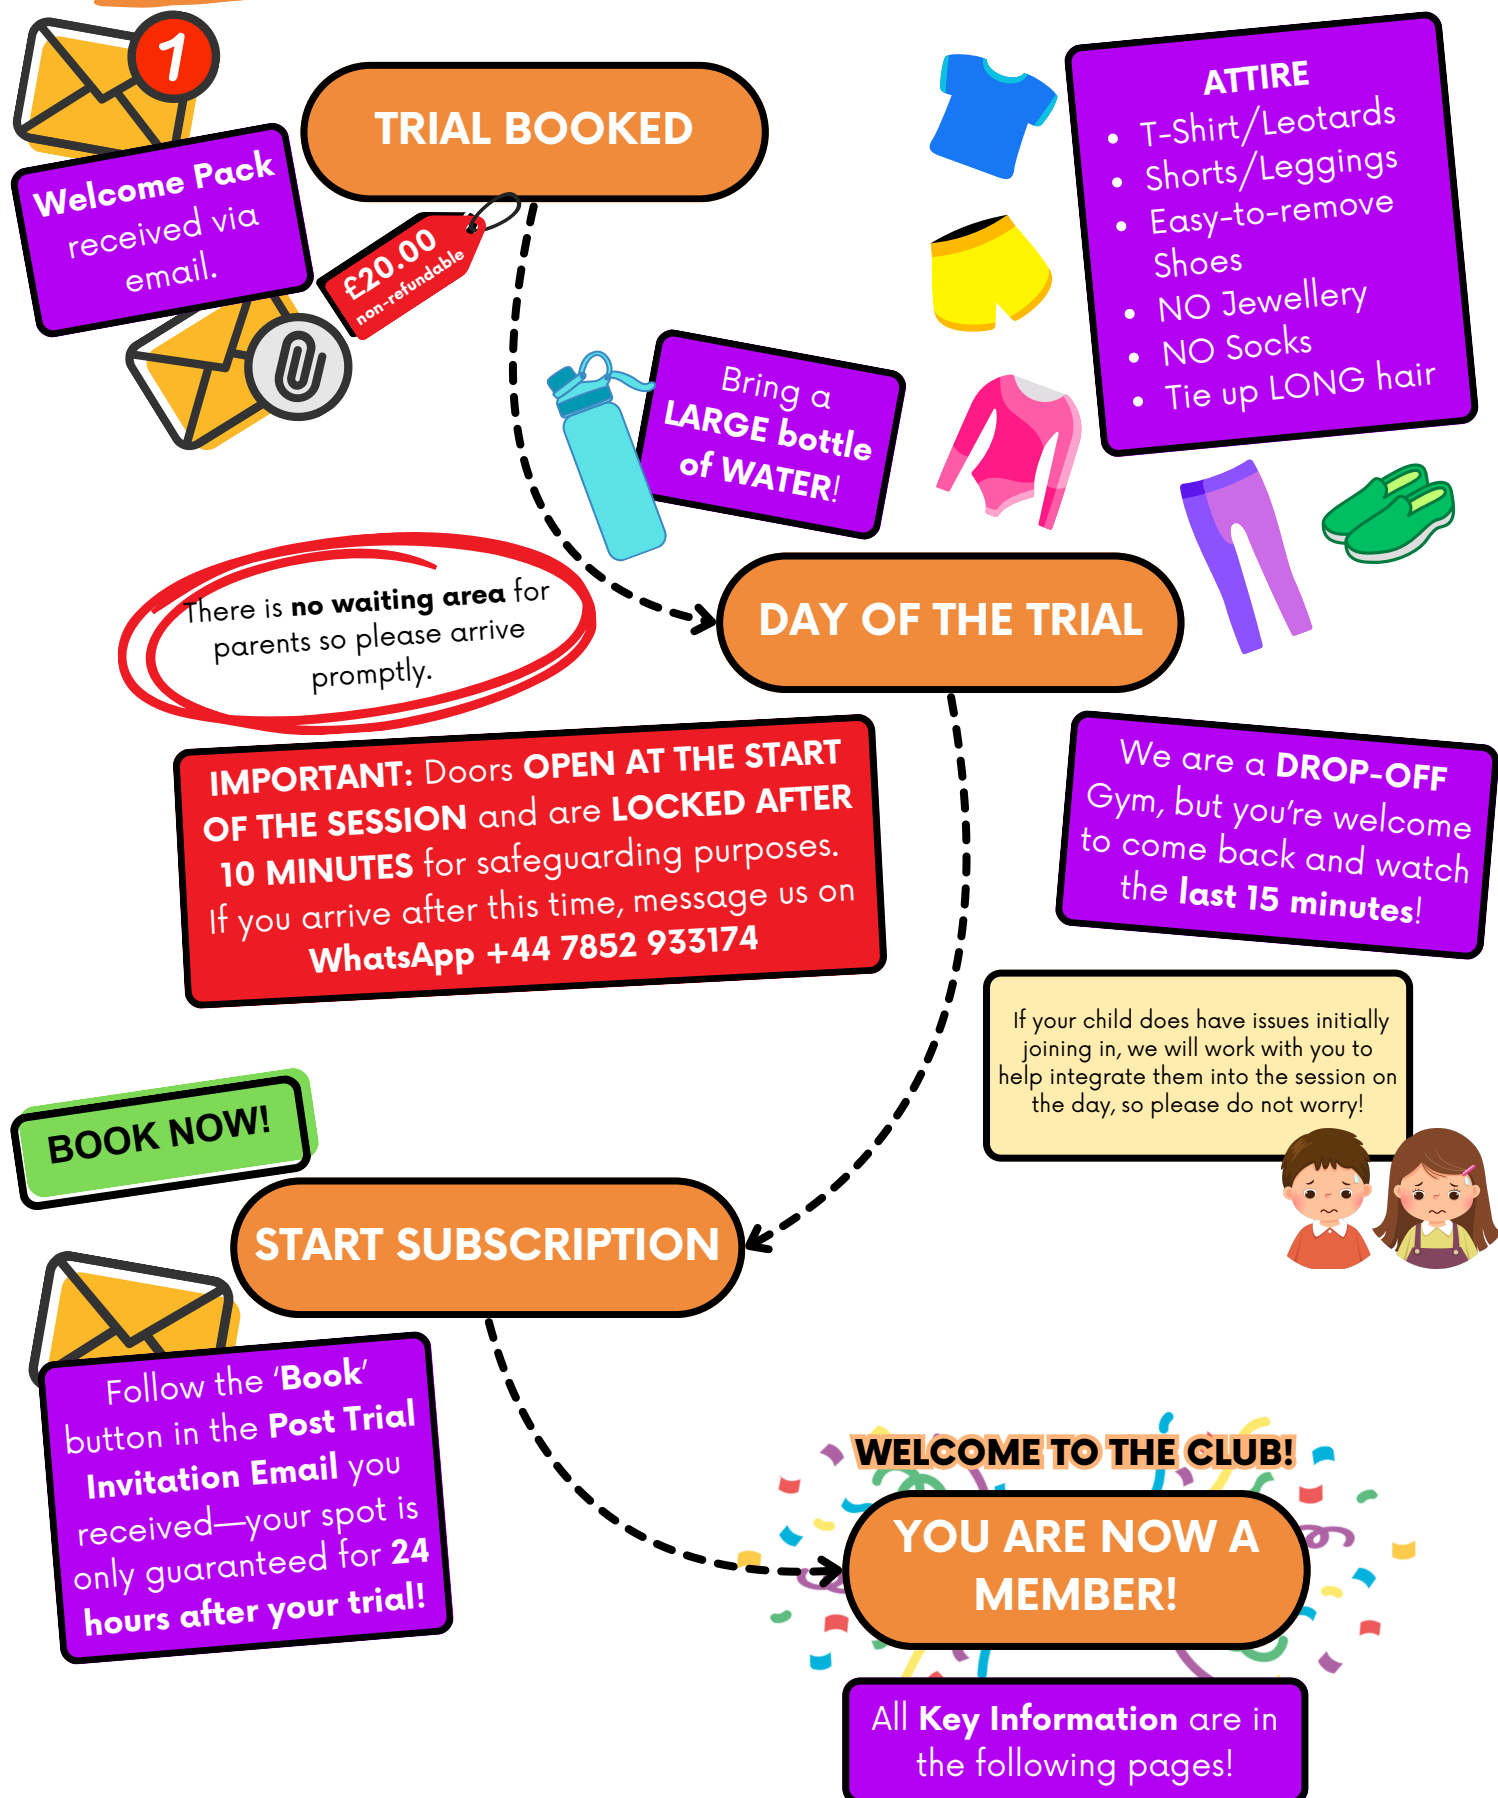 1
TRIAL BOOKED
Welcome Pack
received via
email.
£20.00
non-refundable
ATTIRE
• T-Shirt/Leotards
• Shorts/Leggings
• Easy-to-remove
Shoes
• NO Jewellery
• NO Socks
• Tie up LONG hair
Bring a
LARGE bottle
of WATER!
DAY OF THE TRIAL
There is no waiting area for
parents so please arrive
promptly.
IMPORTANT: Doors OPEN AT THE START
OF THE SESSION and are LOCKED AFTER
10 MINUTES for safeguarding purposes.
If you arrive after this time, message us on
WhatsApp +44 7852 933174
We are a DROP-OFF
Gym, but you're welcome
to come back and watch
the last 15 minutes!
If your child does have issues initially
joining in, we will work with you to
help integrate them into the session on
the day, so please do not worry!
BOOK NOW!
START SUBSCRIPTION
Follow the ‘Book’
button in the Post Trial
Invitation Email you
received—your spot is
only guaranteed for 24
hours after your trial!
WELCOME TO THE CLUB!
YOU ARE NOW A
MEMBER!
All Key Information are in
the following pages!